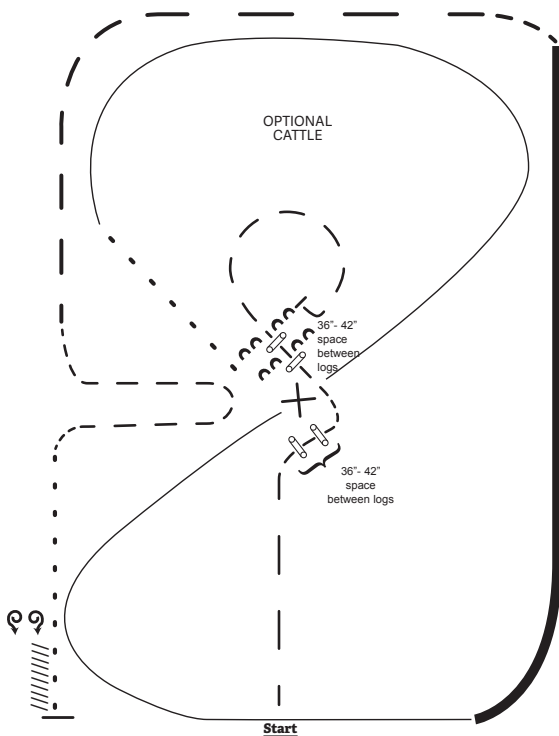 OPTIONAL
CATTLE
36"- 42"
space
between
logs
36"- 42"
space
between logs
Start